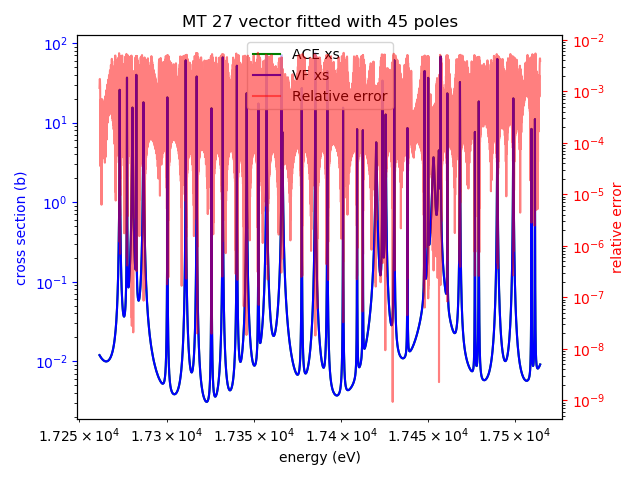 MT 27 vector fitted with 45 poles
ACE xs
VF xs
Relative error
cross section (b)
10² 10¹ 10⁰ 10⁻¹ 10⁻²
relative error
10⁻² 10⁻³ 10⁻⁴ 10⁻⁵ 10⁻⁶ 10⁻⁷ 10⁻⁸ 10⁻⁹
1.725 × 10⁴ 1.73 × 10⁴ 1.735 × 10⁴ 1.74 × 10⁴ 1.745 × 10⁴ 1.75 × 10⁴
energy (eV)